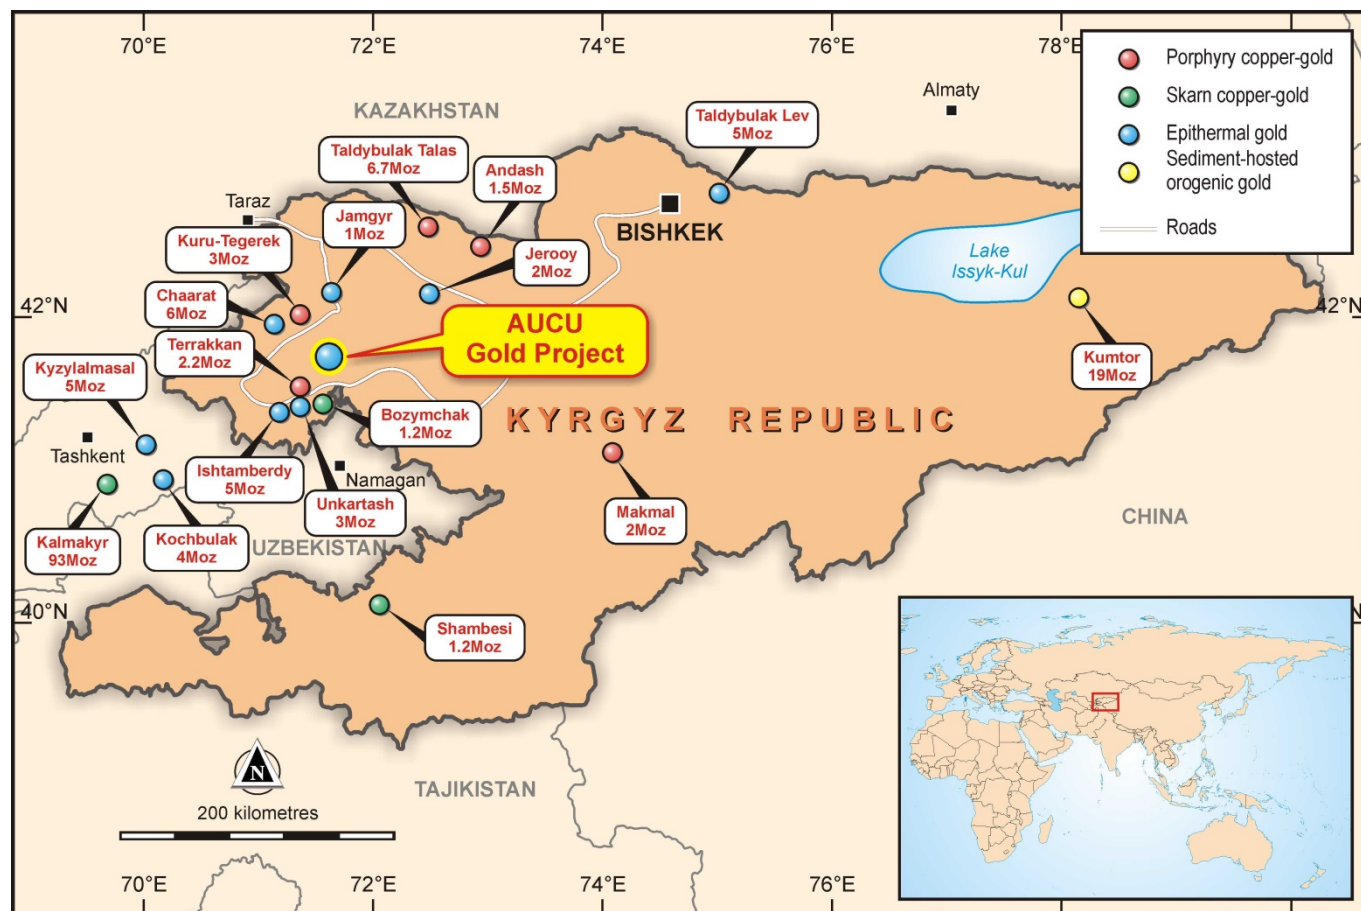 70°E
72°E
74°E
76°E
78°
Porphyry copper-gold
Skarn copper-gold
Epithermal gold
Sediment-hosted
orogenic gold
Roads
KAZAKHSTAN
Almaty
Taldybulak Lev
5Moz
Taldybulak Talas
6.7Moz
Andash
1.5Moz
Taraz
Jamgyr
1Moz
BISHKEK
Kuru-Tegerek
3Moz
Jerooy
2Moz
Lake
Issyk-Kul
Chaarat
6Moz
42°N
42°N
AUCU
Gold Project
Terrakkan
2.2Moz
Kumtor
19Moz
Kyzylalmasal
5Moz
Bozymchak
1.2Moz
KYRGYZ REPUBLIC
Tashkent
Ishtamberdy
5Moz
Namagan
Unkartash
3Moz
Makmal
2Moz
CHINA
Kalmakyr
93Moz
Kochbulak
4Moz
UZBEKISTAN
40°N
N
Shambesi
1.2Moz
N
200 kilometres
TAJIKISTAN
70°E
72°E
74°E
76°E